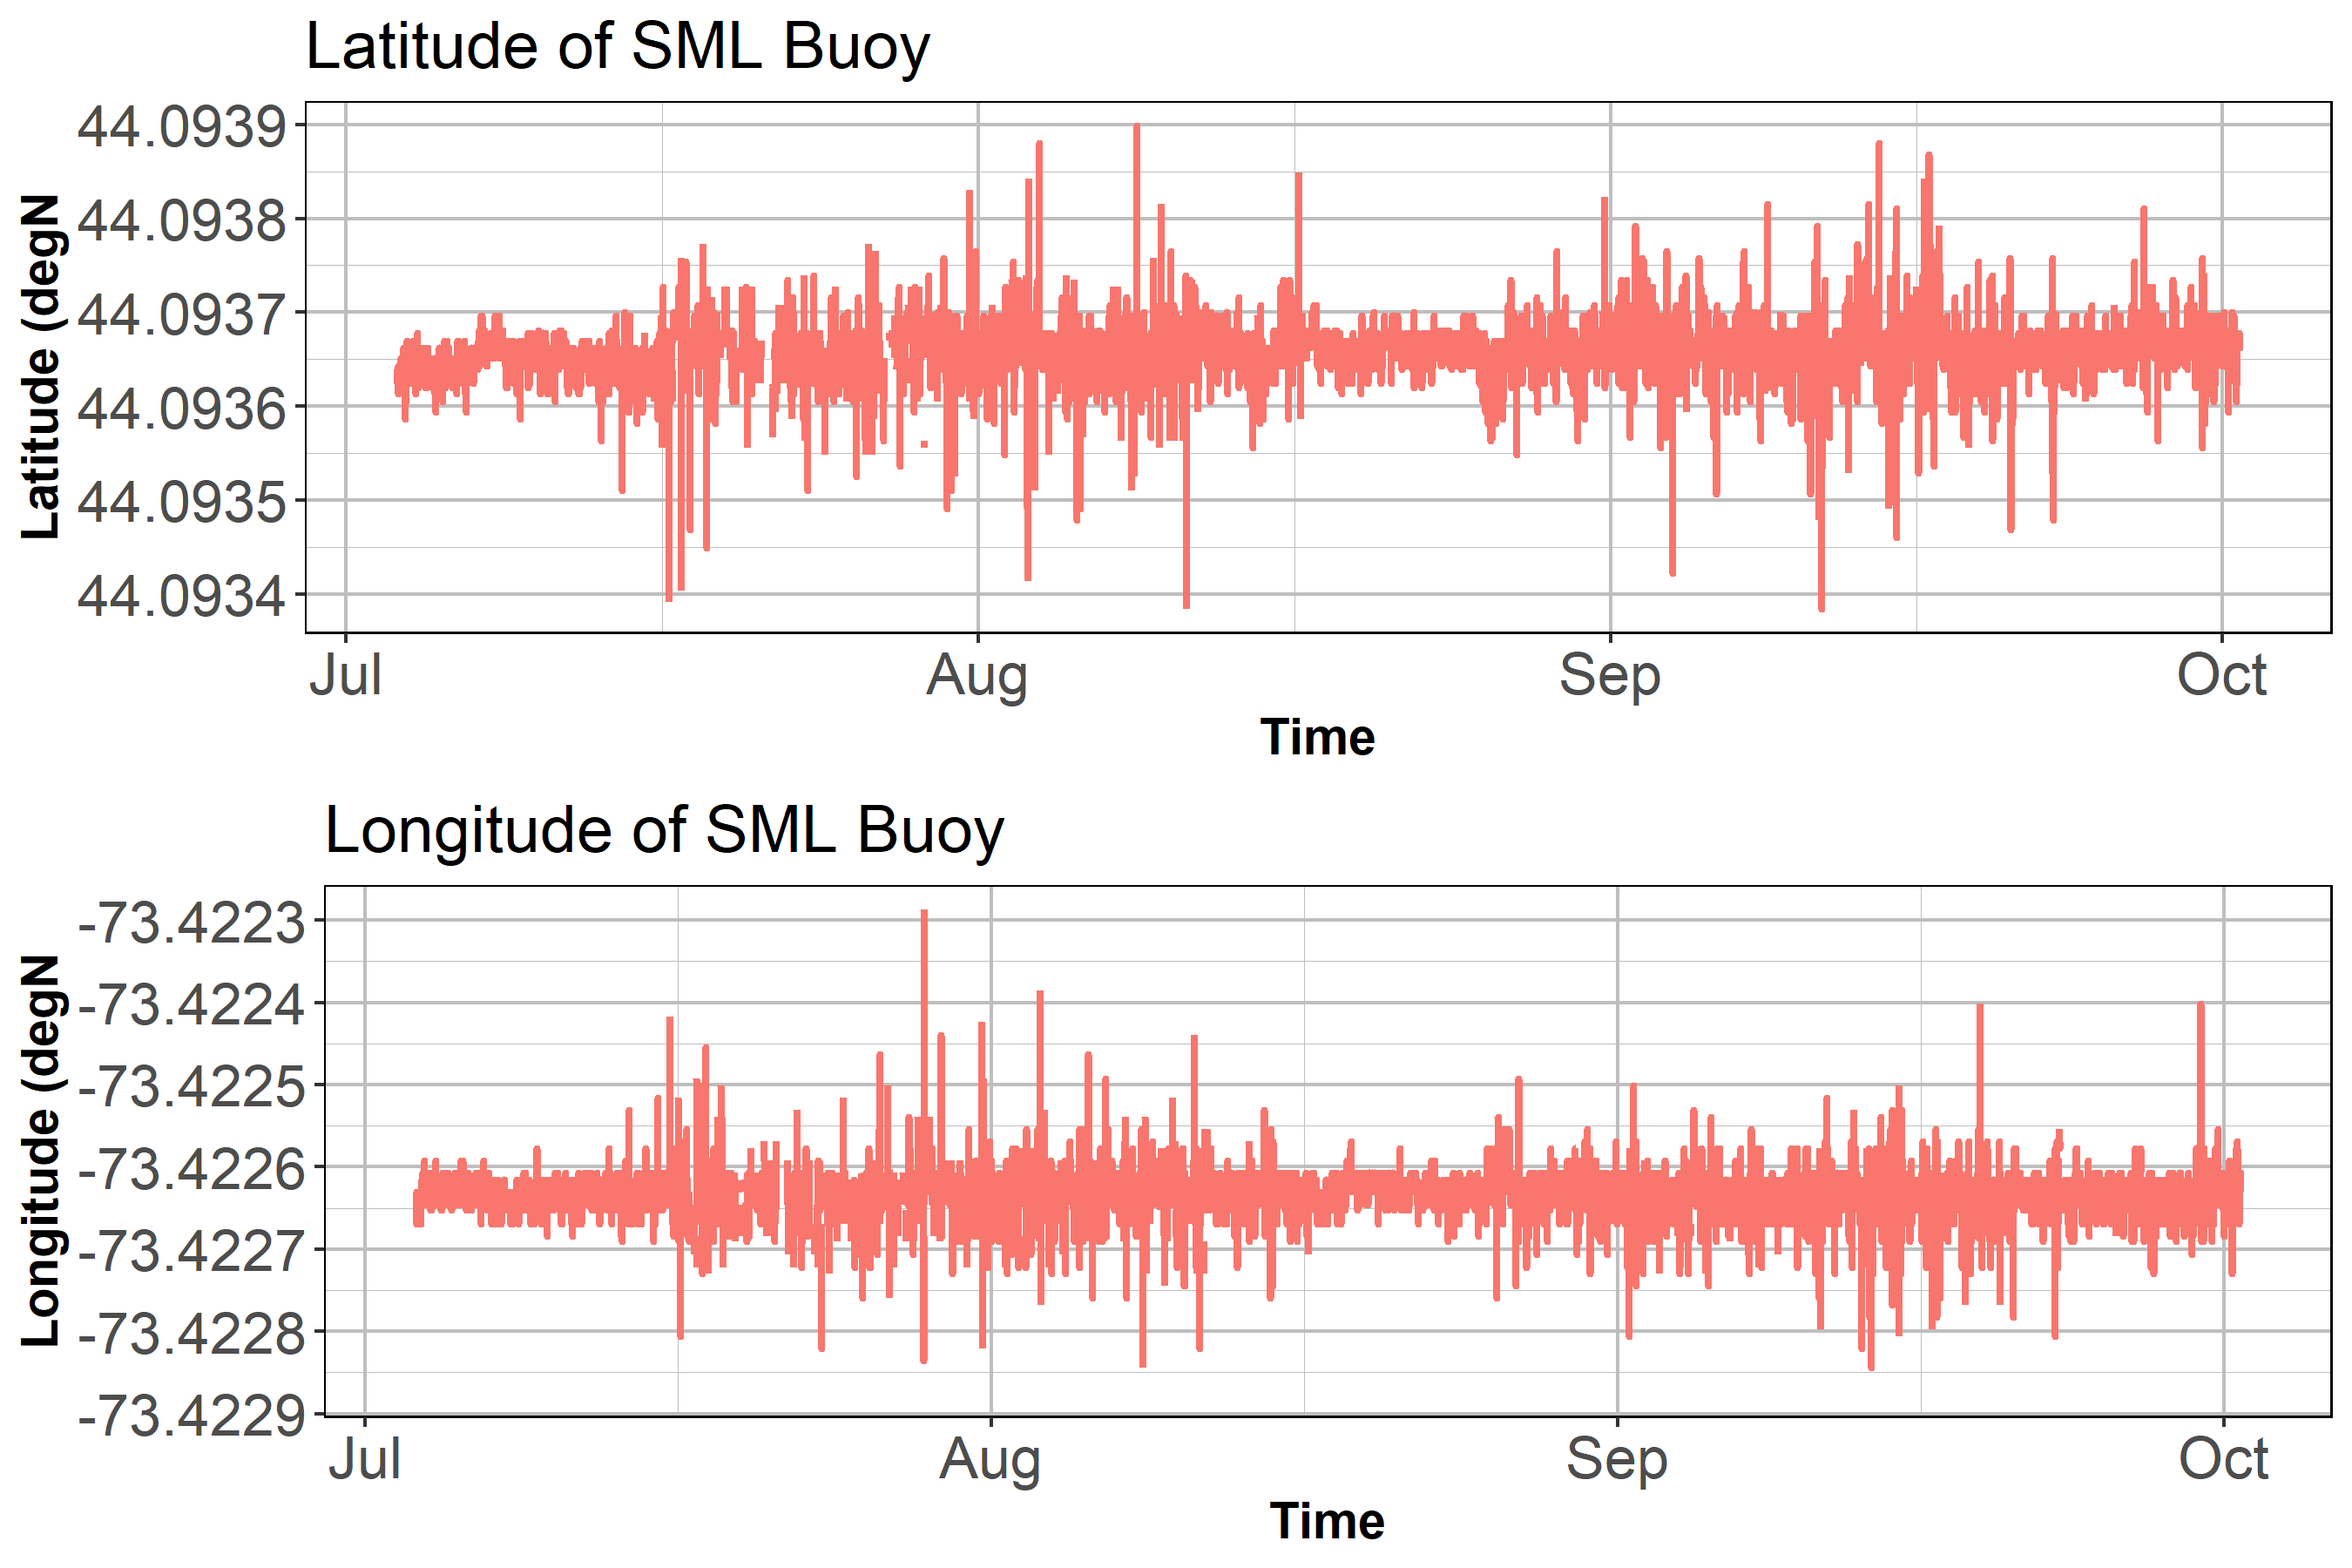 Latitude of SML Buoy
Latitude (degN
44.0939
44.0938
44.0937
44.0936
44.0935
44.0934
Jul Aug Sep Oct
Time
Longitude of SML Buoy
Longitude (degN
-73.4223
-73.4224
-73.4225
-73.4226
-73.4227
-73.4228
-73.4229
Jul Aug Sep Oct
Time